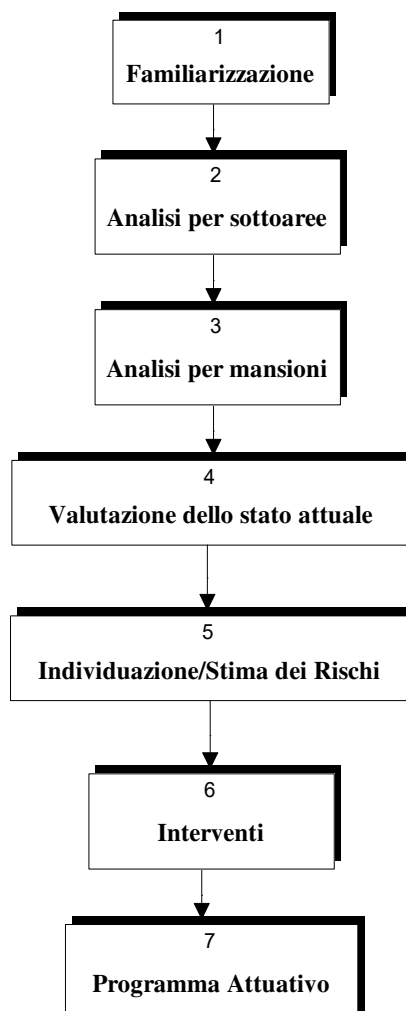 1
Familiarizzazione
2
Analisi per sottoaree
3
Analisi per mansioni
4
Valutazione dello stato attuale
5
Individuazione/Stima dei Rischi
6
Interventi
7
Programma Attuativo